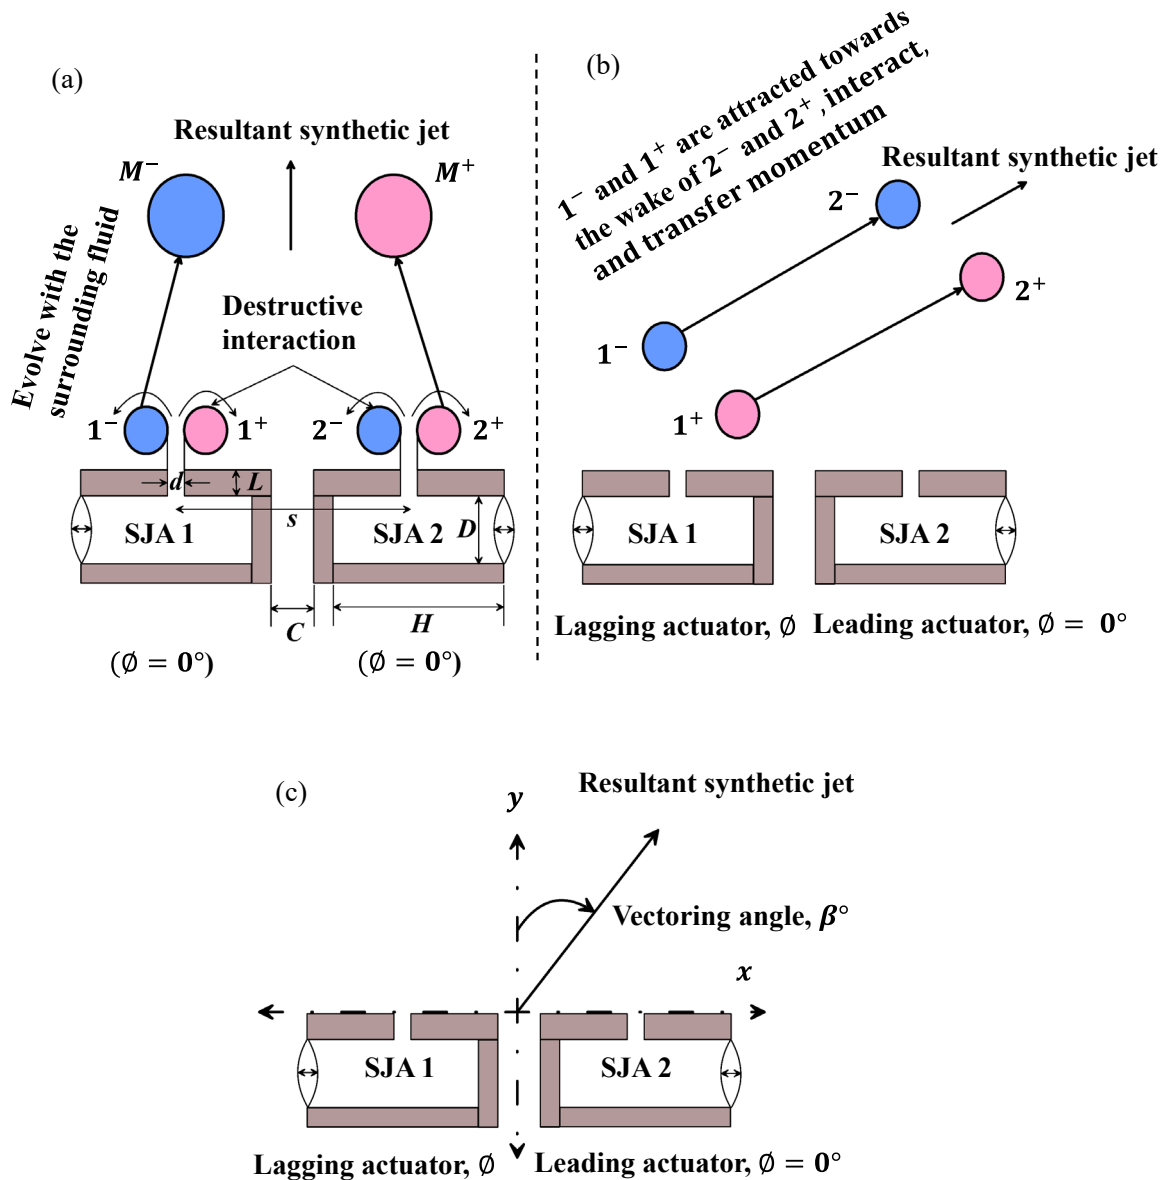 (a)
Resultant synthetic jet
M⁻
M⁺
Evolve with the
surrounding fluid
Destructive
interaction
1⁻
1⁺
2⁻
2⁺
d
L
s
SJA 1
SJA 2
D
C
H
(∅ = 0°)
(∅ = 0°)
(b)
1⁻ and 1⁺ are attracted towards
the wake of 2⁻ and 2⁺, interact,
and transfer momentum
Resultant synthetic jet
2⁻
2⁺
1⁻
1⁺
SJA 1
SJA 2
Lagging actuator, ∅
Leading actuator, ∅ = 0°
(c)
Resultant synthetic jet
y
Vectoring angle, β°
x
SJA 1
SJA 2
Lagging actuator, ∅
Leading actuator, ∅ = 0°